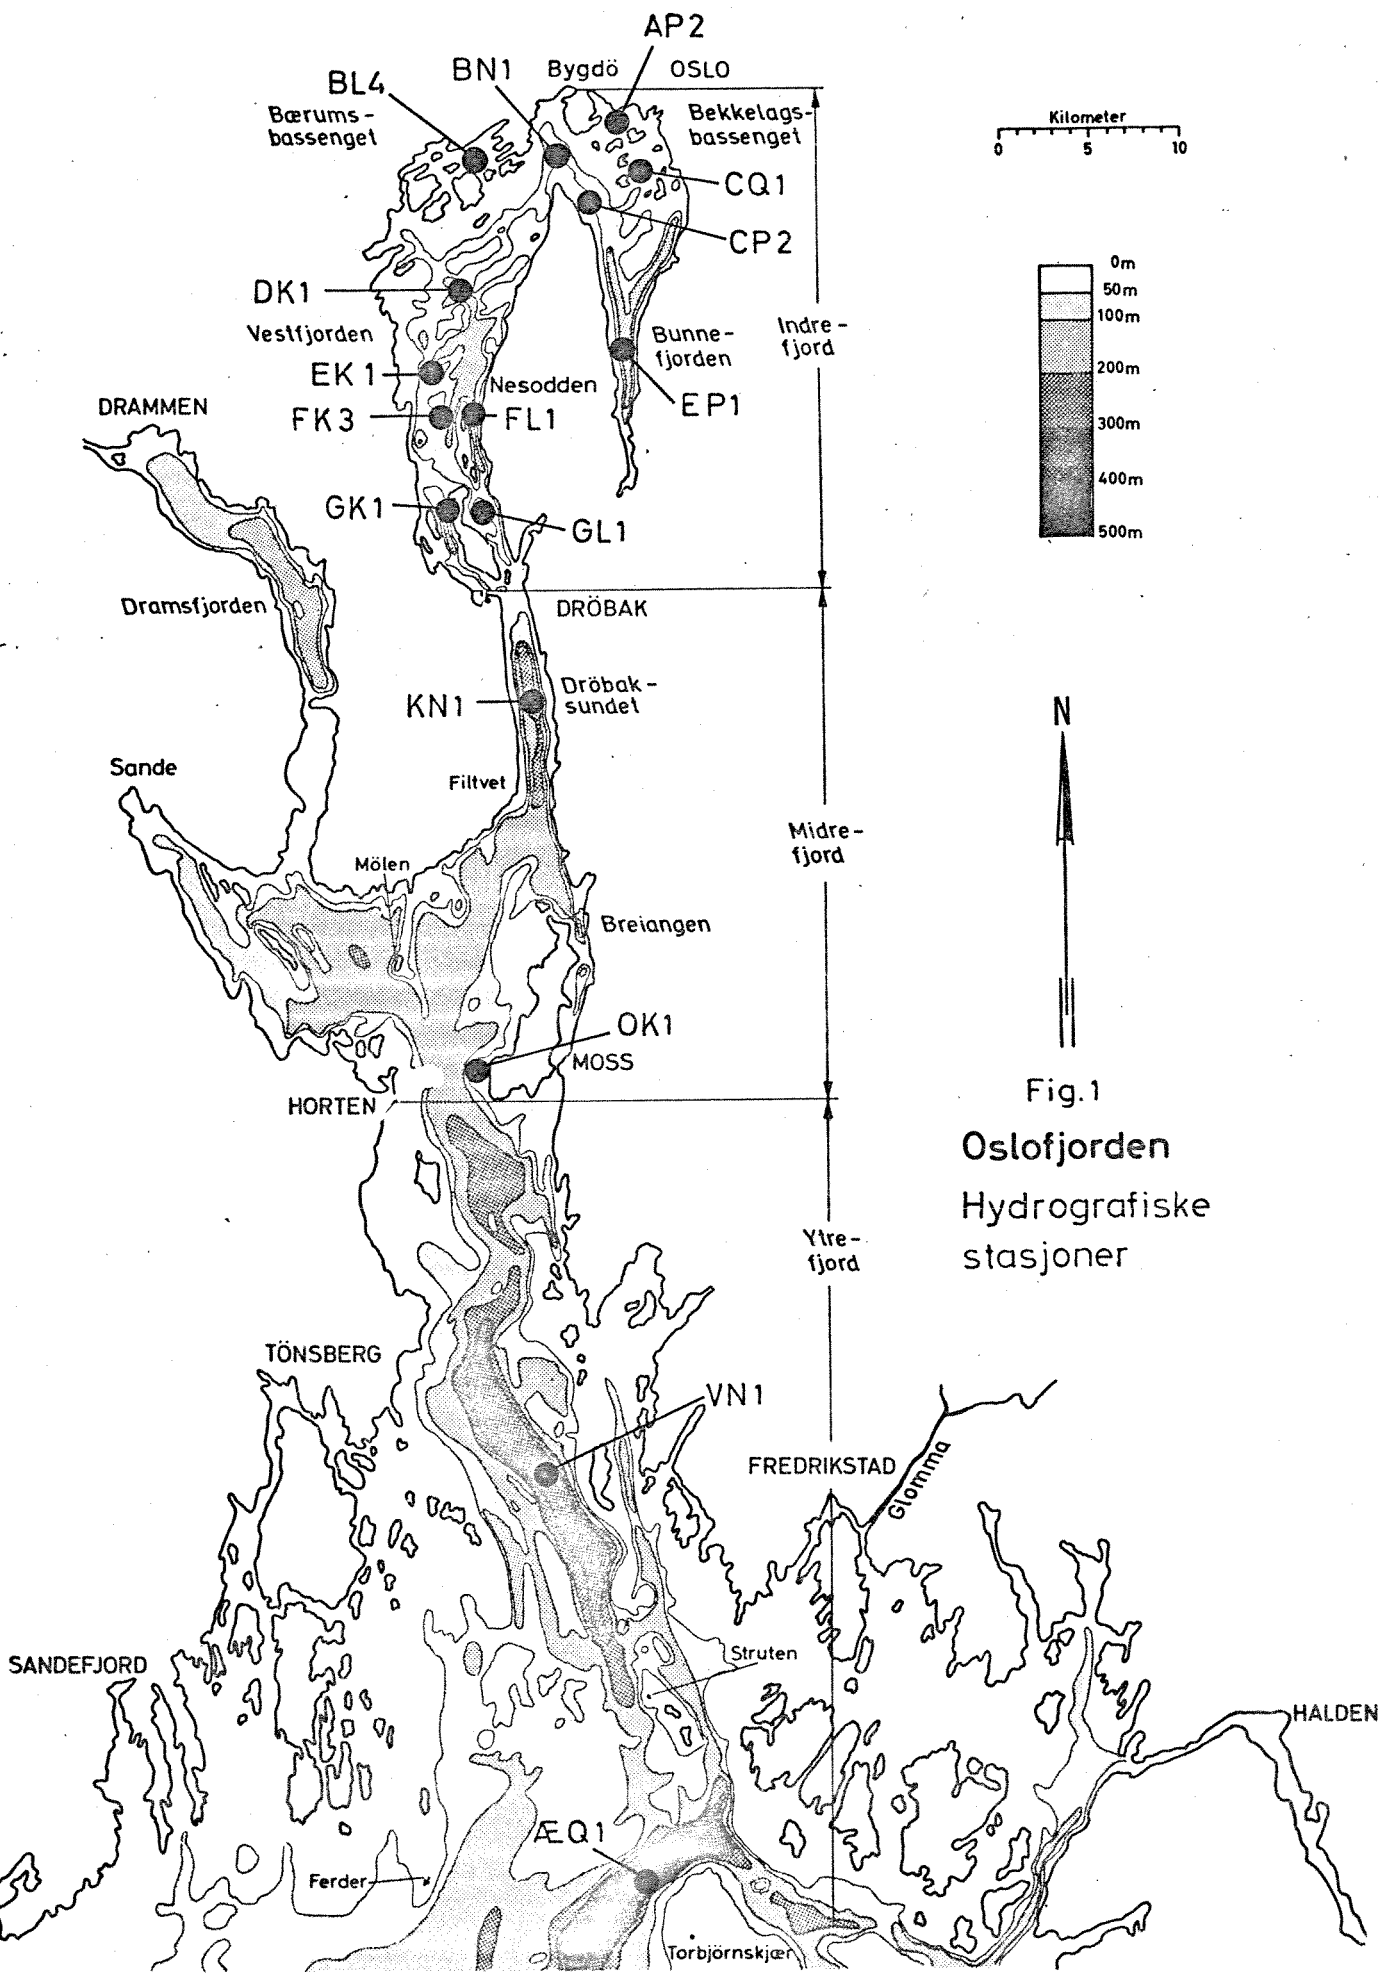 AP2
BN1
Bygdö
OSLO
BL4
Bærums-
bassenget
Bekkelags-
bassenget
Kilometer
0
5
10
CQ1
CP2
0m
50m
100m
200m
300m
400m
500m
DK1
Vestfjorden
Bunne-
fjorden
Indre-
fjord
EK1
Nesodden
EP1
DRAMMEN
FK3
FL1
GK1
GL1
Dramsfjorden
DRÖBAK
KN1
Dröbak-
sundet
N
Sande
Filtvet
Mölen
Midre-
fjord
Breiangen
OK1
MOSS
HORTEN
Fig.1
Oslofjorden
Hydrografiske
stasjoner
Ytre-
fjord
TÖNSBERG
VN1
FREDRIKSTAD
Glomma
SANDEFJORD
Struten
HALDEN
ÆQ1
Ferder
Torbjörnskjær